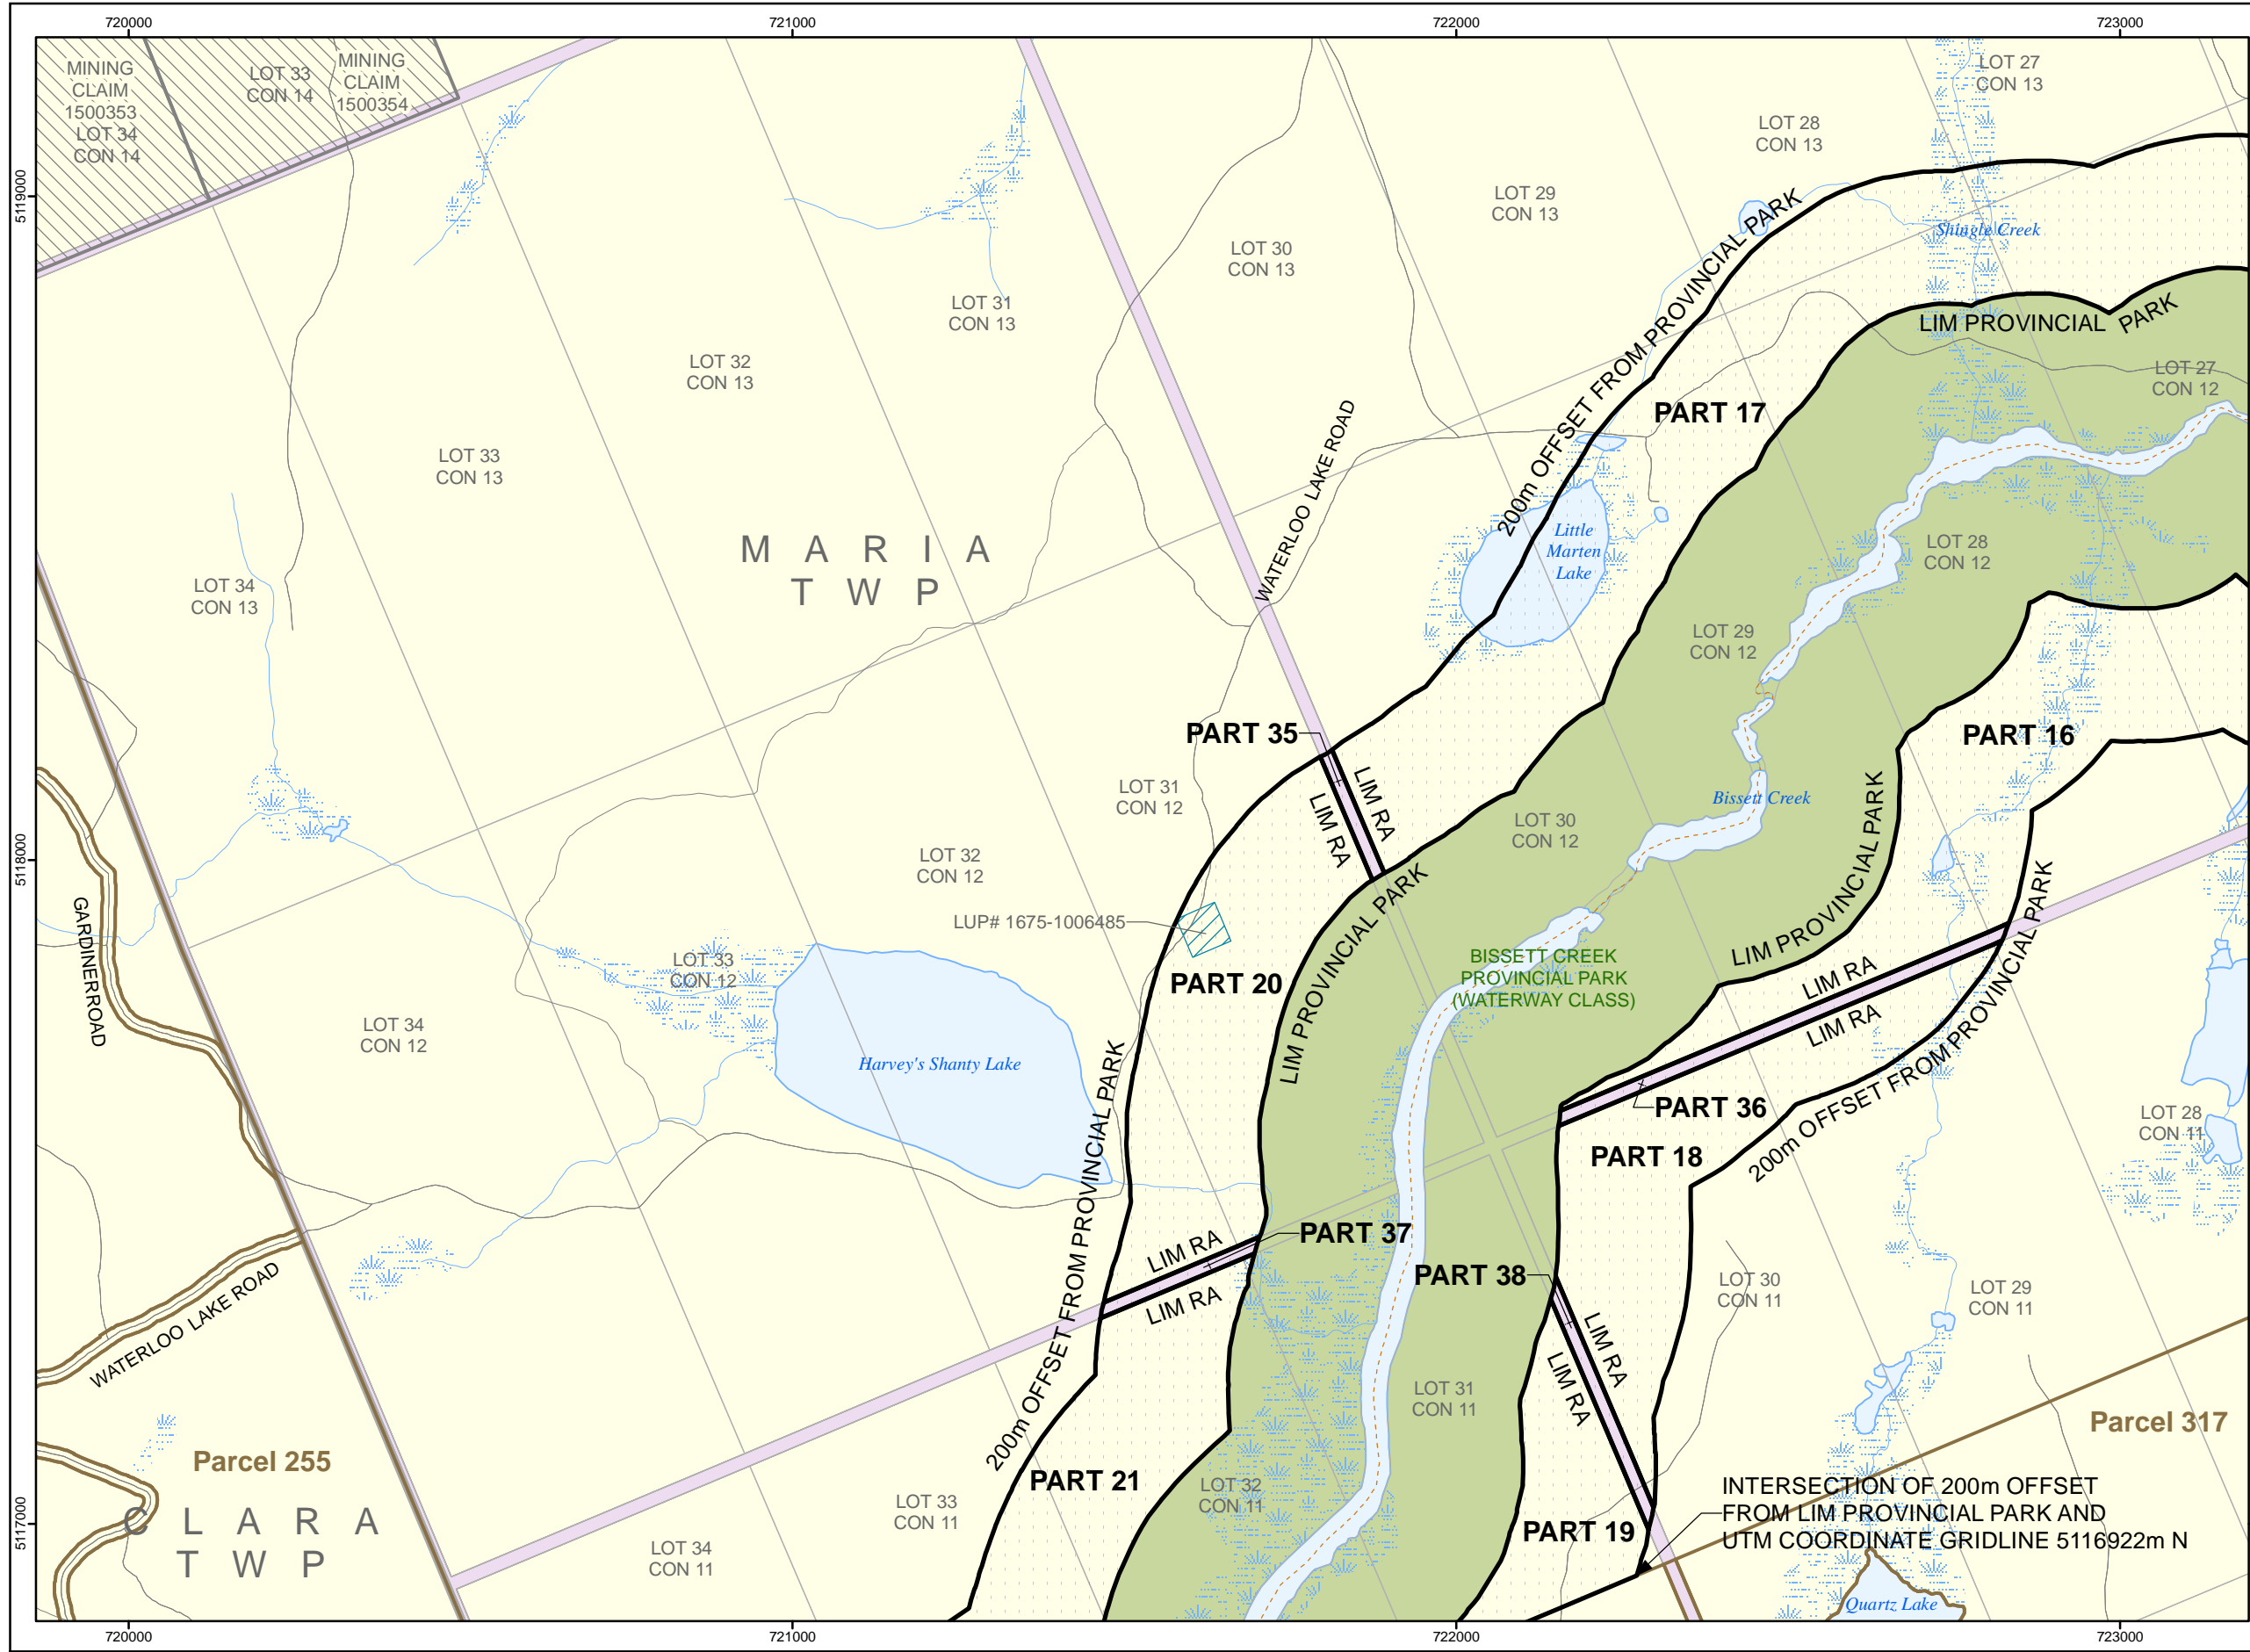 720000
721000
722000
723000
MINING
CLAIM
1500353
LOT 34
CON 14
LOT 33
CON 14
MINING
CLAIM
1500354
LOT 27
CON 13
LOT 28
CON 13
5119000
LOT 29
CON 13
200m OFFSET FROM PROVINCIAL PARK
Shingle Creek
LOT 30
CON 13
LOT 31
CON 13
LIM PROVINCIAL PARK
LOT 32
CON 13
LOT 27
CON 12
PART 17
WATERLOO LAKE ROAD
LOT 33
CON 13
MARIA
TWP
Little
Marten
Lake
LOT 28
CON 12
LOT 34
CON 13
LOT 29
CON 12
PART 35
PART 16
LIM RA
LIM RA
LOT 31
CON 12
Bissett Creek
LOT 30
CON 12
5118000
LOT 32
CON 12
LIM PROVINCIAL PARK
LIM PROVINCIAL PARK
200m OFFSET FROM PROVINCIAL PARK
GARDINERROAD
LUP# 1675-1006485
LOT 33
CON 12
PART 20
BISSETT CREEK
PROVINCIAL PARK
(WATERWAY CLASS)
LIM RA
LIM RA
LOT 34
CON 12
Harvey's Shanty Lake
200m OFFSET FROM PROVINCIAL PARK
PART 36
LOT 28
CON 11
PART 18
PART 37
LIM RA
LIM RA
PART 38
LOT 30
CON 11
LOT 29
CON 11
WATERLOO LAKE ROAD
LIM RA
LIM RA
LOT 31
CON 11
Parcel 317
Parcel 255
PART 21
LOT 32
CON 11
INTERSECTION OF 200m OFFSET
FROM LIM PROVINCIAL PARK AND
UTM COORDINATE GRIDLINE 5116922m N
5117000
LOT 33
CON 11
CLARA
TWP
PART 19
LOT 34
CON 11
Quartz Lake
720000
721000
722000
723000